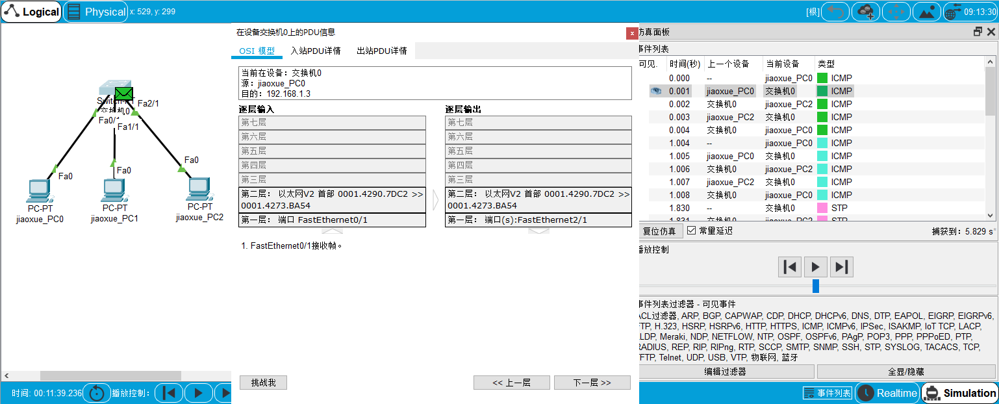 Logical
Physical
x: 529, y: 299
[根]
09:13:30
Fa2/1
交换机0
Fa0/1
Fa1/1
Fa0
Fa0
Fa0
PC-PT
jiaoxue_PC0
PC-PT
jiaoxue_PC1
PC-PT
jiaoxue_PC2
在设备交换机0上的PDU信息
x
OSI 模型
入站PDU详情
出站PDU详情
当前在设备：交换机0
源：jiaoxue_PC0
目的：192.168.1.3
逐层输入
第七层
第六层
第五层
第四层
第三层
第二层： 以太网V2 首部 0001.4290.7DC2 >>
0001.4273.BA54
第一层： 端口 FastEthernet0/1
逐层输出
第七层
第六层
第五层
第四层
第三层
第二层： 以太网V2 首部 0001.4290.7DC2 >>
0001.4273.BA54
第一层： 端口(s):FastEthernet2/1
1. FastEthernet0/1接收帧。
挑战我
<< 上一层
下一层 >>
仿真面板
事件列表
可见. 时间(秒) 上一个设备 当前设备 类型
0.000 -- jiaoxue_PC0 ICMP
0.001 jiaoxue_PC0 交换机0 ICMP
0.002 交换机0 jiaoxue_PC2 ICMP
0.003 jiaoxue_PC2 交换机0 ICMP
0.004 交换机0 jiaoxue_PC0 ICMP
1.004 -- jiaoxue_PC0 ICMP
1.005 jiaoxue_PC0 交换机0 ICMP
1.006 交换机0 jiaoxue_PC2 ICMP
1.007 jiaoxue_PC2 交换机0 ICMP
1.008 交换机0 jiaoxue_PC0 ICMP
1.830 -- 交换机0 STP
1.831 交换机0 jiaoxue_PC2 STP
复位仿真
常量延迟
捕获到：5.829 s*
播放控制
事件列表过滤器 - 可见事件
ACL过滤器, ARP, BGP, CAPWAP, CDP, DHCP, DHCPv6, DNS, DTP, EAPOL, EIGRP, EIGRPv6,
FTP, H.323, HSRP, HSRPv6, HTTP, HTTPS, ICMP, ICMPv6, IPSec, ISAKMP, IoT TCP, LACP,
LLDP, Meraki, NDP, NETFLOW, NTP, OSPF, OSPFv6, PAgP, POP3, PPP, PPPoED, PTP,
RADIUS, REP, RIP, RIPng, RTP, SCCP, SMTP, SNMP, SSH, STP, SYSLOG, TACACS, TCP,
TFTP, Telnet, UDP, USB, VTP, 物联网, 蓝牙
编辑过滤器
全显/隐藏
时间: 00:11:39.236
播放控制：
事件列表
Realtime
Simulation